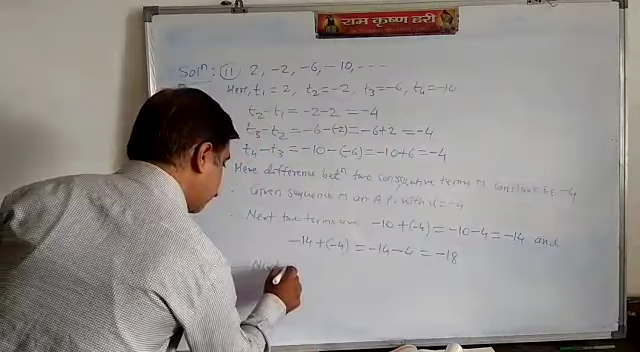 राम कृष्ण हरी
Solⁿ: (11) 2, -2, -6, -10, ---
Here, t₁ = 2, t₂ = -2, t₃ = -6, t₄ = -10
t₂-t₁ = -2-2 = -4
t₃-t₂ = -6-(-2) = -6+2 = -4
t₄-t₃ = -10-(-6) = -10+6 = -4
Here difference betⁿ two consecutive terms is constant i.e. -4
Given sequence is an A.P. with d=-4
Next two terms are -10+(-4) = -10-4 = -14 and
-14+(-4) = -14-4 = -18
Next